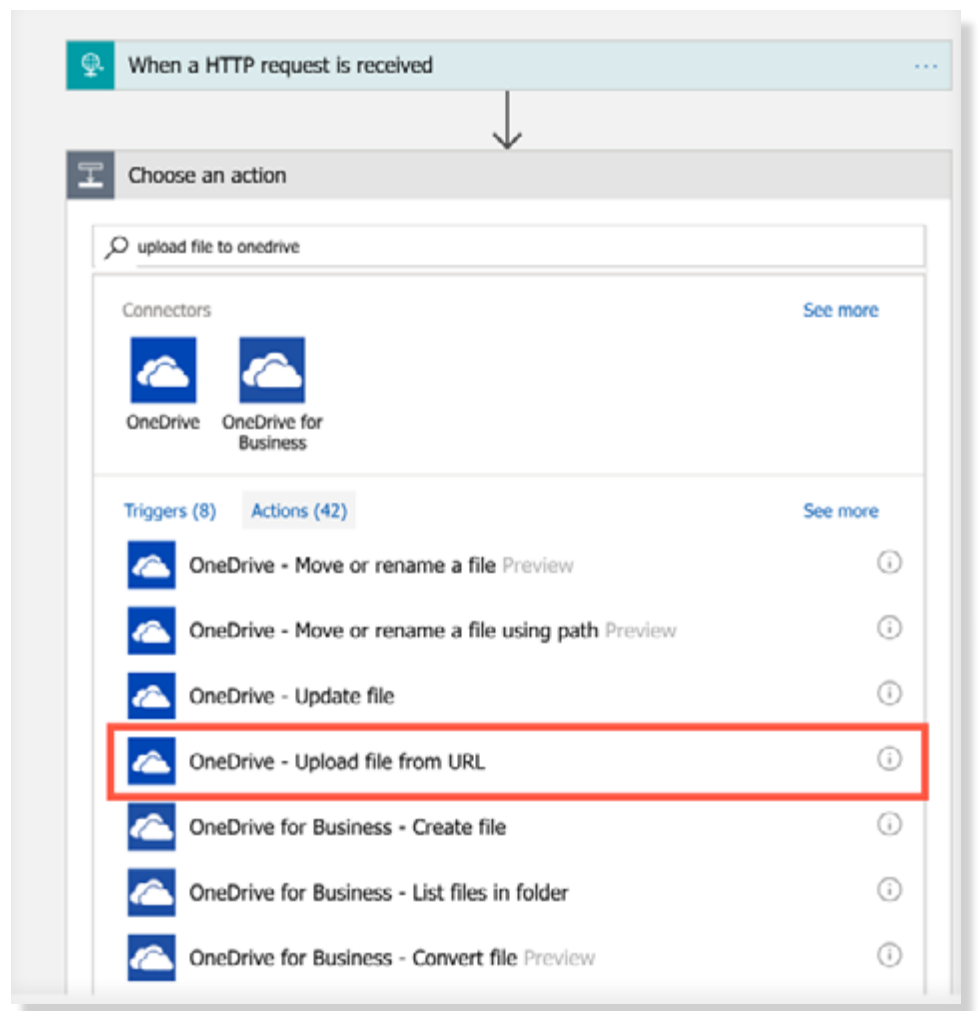 When a HTTP request is received
Choose an action
upload file to onedrive
Connectors
See more
OneDrive
OneDrive for
Business
Triggers (8)
Actions (42)
See more
OneDrive - Move or rename a file Preview
OneDrive - Move or rename a file using path Preview
OneDrive - Update file
OneDrive - Upload file from URL
OneDrive for Business - Create file
OneDrive for Business - List files in folder
OneDrive for Business - Convert file Preview